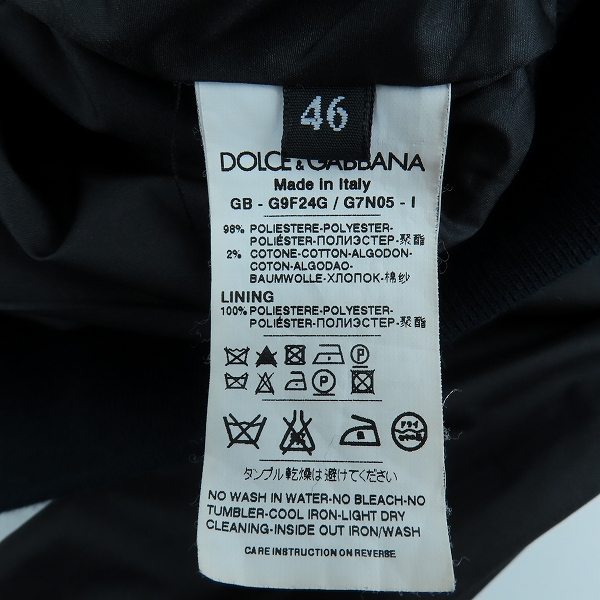 46
DOLCE&GABBANA
Made in Italy
GB - G9F24G / G7N05 - I
98% POLIESTERE-POLYESTER-
POLIÉSTER-ПОЛИЭСТЕР-聚酯
2% COTONE-COTTON-ALGODON-
COTON-ALGODAO-
BAUMWOLLE-ХЛОПОК-棉纱
LINING
100% POLIESTERE-POLYESTER-
POLIÉSTER-ПОЛИЭСТЕР-聚酯
P
P
ドライ
タンブル乾燥は避けてください
NO WASH IN WATER-NO BLEACH-NO
TUMBLER-COOL IRON-LIGHT DRY
CLEANING-INSIDE OUT IRON/WASH
CARE INSTRUCTION ON REVERSE